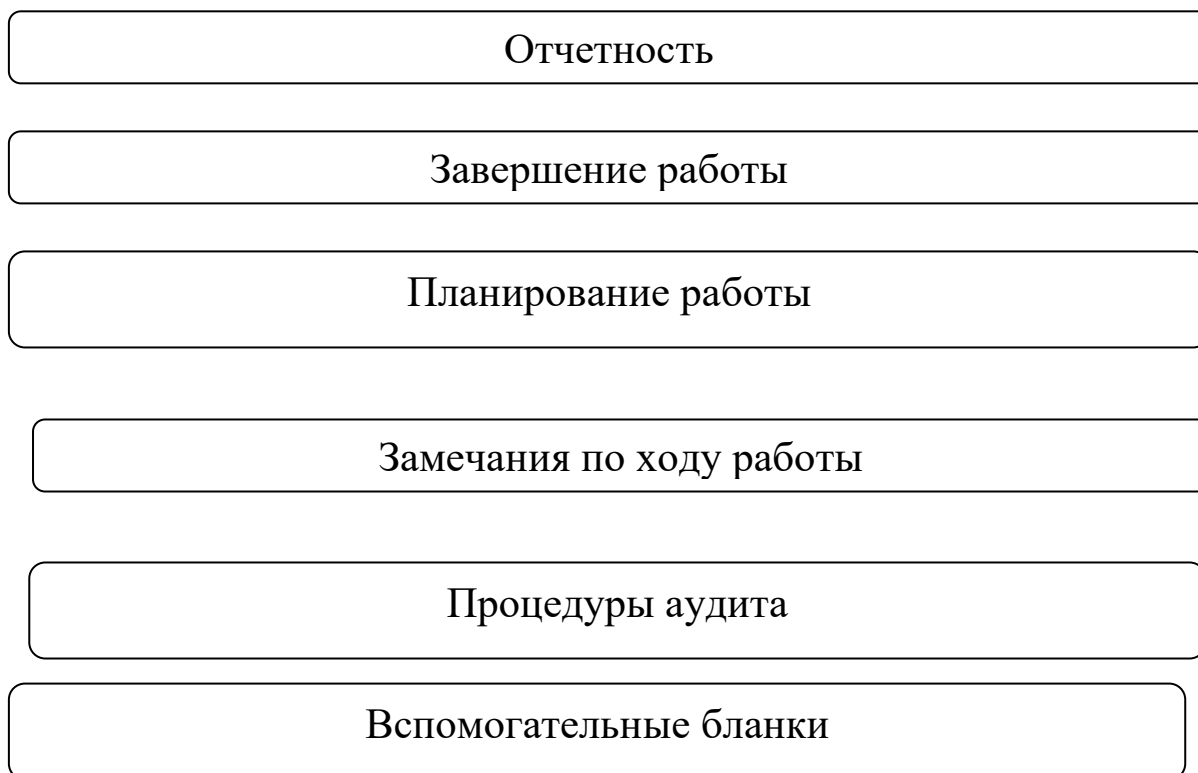 Отчетность
Завершение работы
Планирование работы
Замечания по ходу работы
Процедуры аудита
Вспомогательные бланки